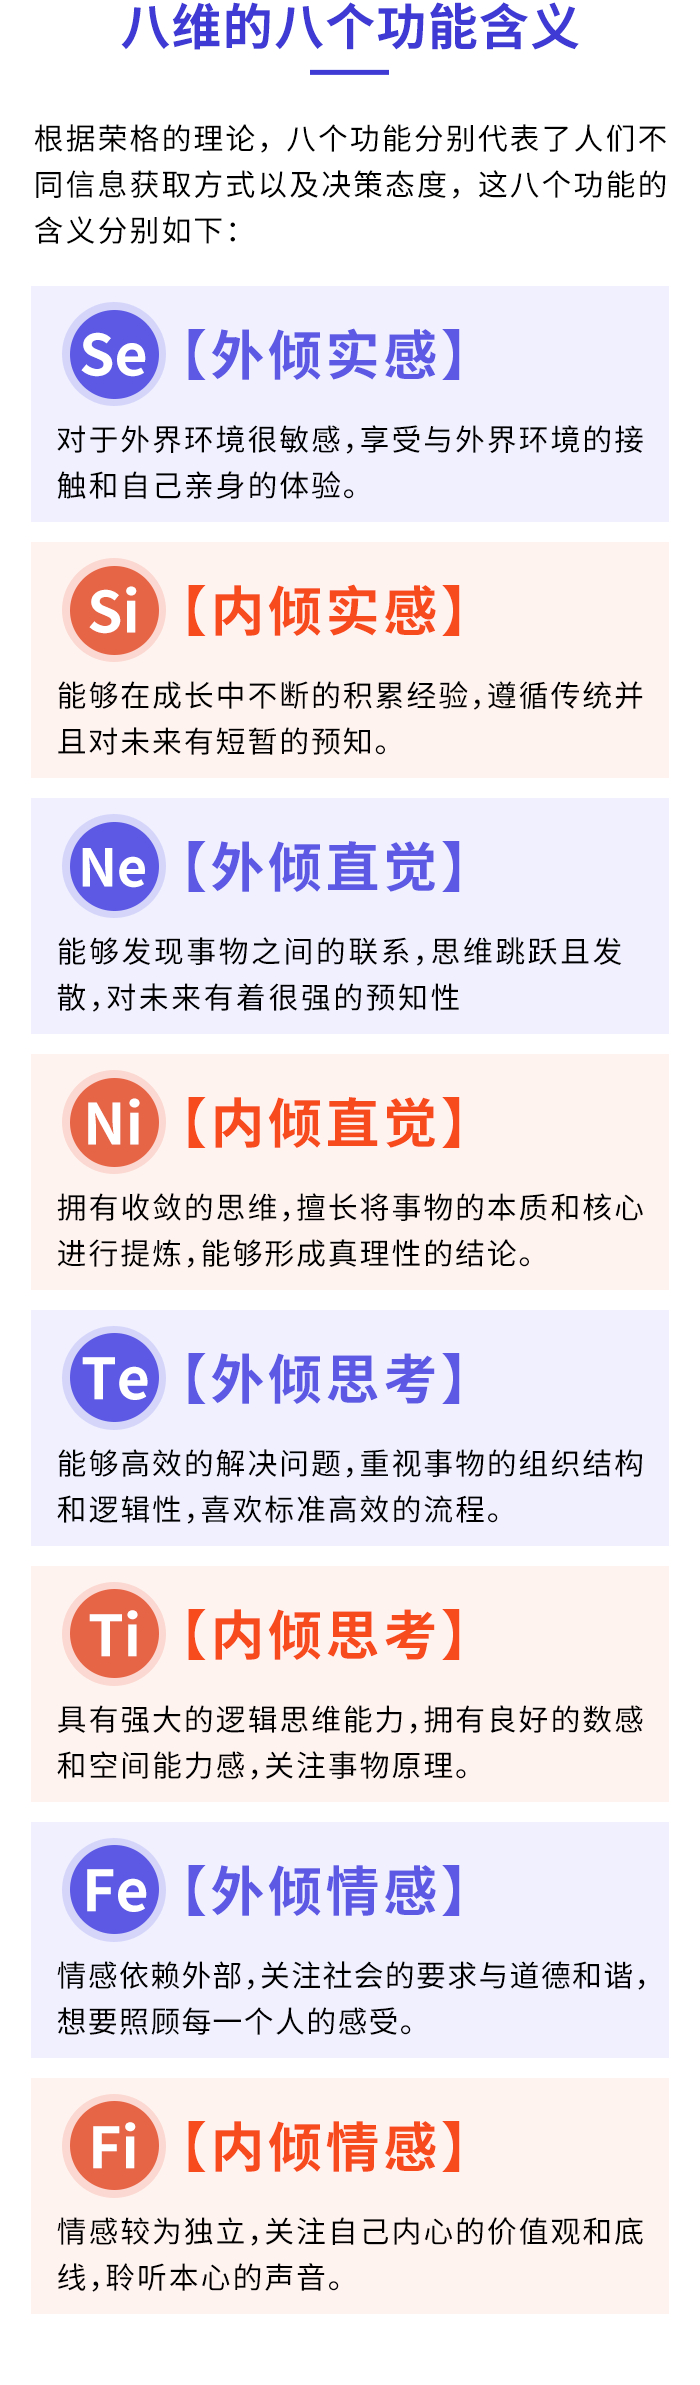 八维的八个功能含义
根据荣格的理论，八个功能分别代表了人们不
同信息获取方式以及决策态度，这八个功能的
含义分别如下：
Se【外倾实感】
对于外界环境很敏感，享受与外界环境的接
触和自己亲身的体验。
Si【内倾实感】
能够在成长中不断的积累经验，遵循传统并
且对未来有短暂的预知。
Ne【外倾直觉】
能够发现事物之间的联系，思维跳跃且发
散，对未来有着很强的预知性
Ni【内倾直觉】
拥有收敛的思维，擅长将事物的本质和核心
进行提炼，能够形成真理性的结论。
Te【外倾思考】
能够高效的解决问题，重视事物的组织结构
和逻辑性，喜欢标准高效的流程。
Ti【内倾思考】
具有强大的逻辑思维能力，拥有良好的数感
和空间能力感，关注事物原理。
Fe【外倾情感】
情感依赖外部，关注社会的要求与道德和谐，
想要照顾每一个人的感受。
Fi【内倾情感】
情感较为独立，关注自己内心的价值观和底
线，聆听本心的声音。